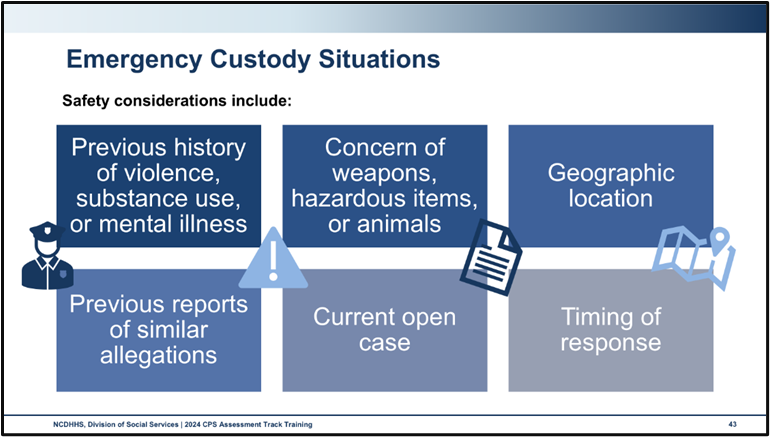 Emergency Custody Situations
Safety considerations include:
Previous history
of violence,
substance use,
or mental illness
Concern of
weapons,
hazardous items,
or animals
Geographic
location
Previous reports
of similar
allegations
Current open
case
Timing of
response
NCDHHS, Division of Social Services | 2024 CPS Assessment Track Training
43